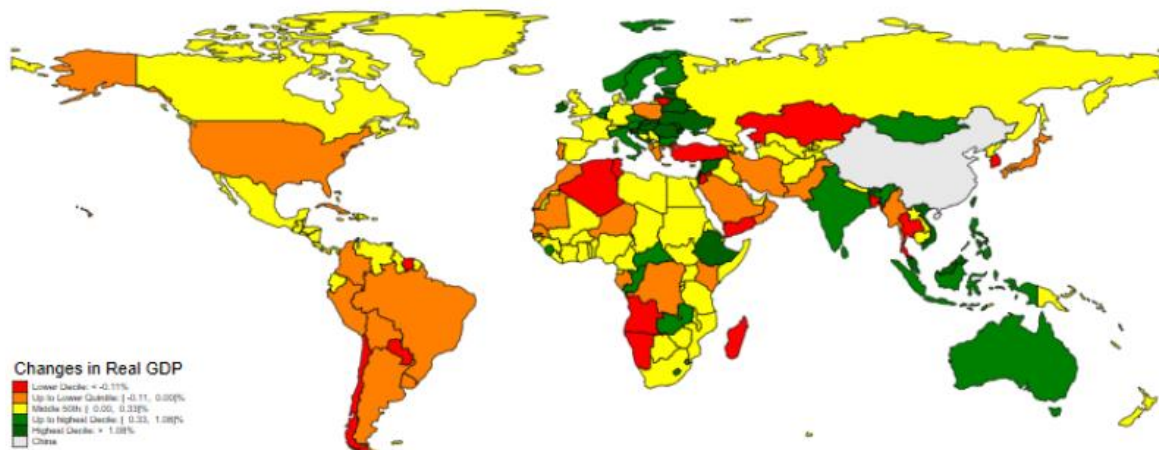 Changes in Real GDP
Lower Decile: < -0.11%
Up to Lower Quintile: [ -0.11, 0.00[%
Middle 50th: [ 0.00, 0.33[%
Up to highest Decile: [ 0.33, 1.08[%
Highest Decile: > 1.08%
China